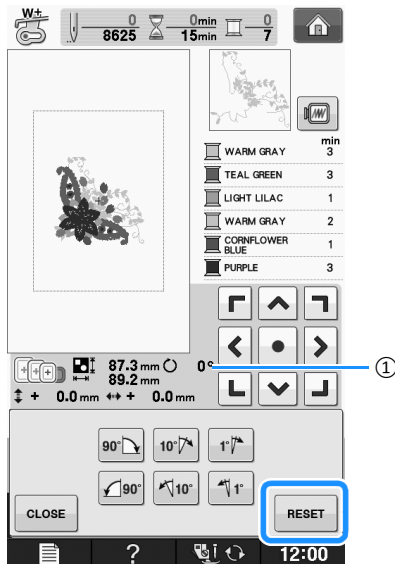 W+
0 0min 0
8625 15min 7
min
WARM GRAY 3
TEAL GREEN 3
LIGHT LILAC 1
WARM GRAY 2
CORNFLOWER
BLUE 1
PURPLE 3
87.3 mm 0°
89.2 mm
+ 0.0 mm + 0.0 mm
①
90° 10° 1°
90° 10° 1°
CLOSE
RESET
? 12:00